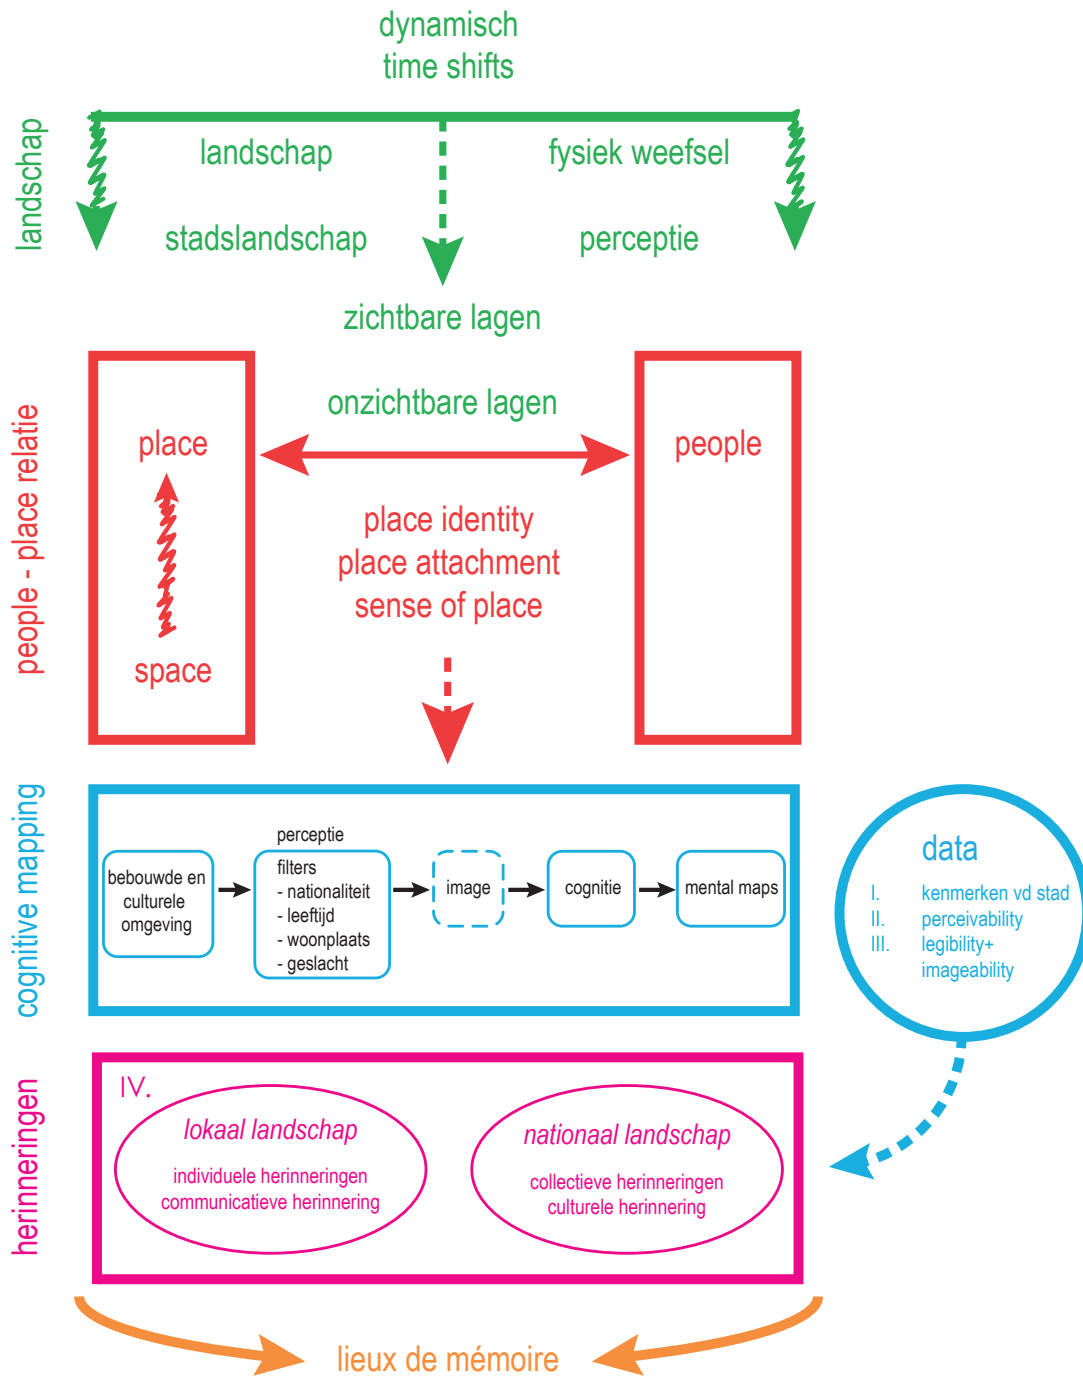 dynamisch
time shifts
landschap
landschap
fysiek weefsel
stadslandschap
perceptie
zichtbare lagen
people - place relatie
onzichtbare lagen
place
people
place identity
place attachment
sense of place
space
cognitive mapping
perceptie
bebouwde en
culturele
omgeving
filters
- nationaliteit
- leeftijd
- woonplaats
- geslacht
image
cognitie
mental maps
data
I. kenmerken vd stad
II. perceivability
III. legibility+
imageability
herinneringen
IV.
lokaal landschap
individuele herinneringen
communicatieve herinnering
nationaal landschap
collectieve herinneringen
culturele herinnering
lieux de mémoire